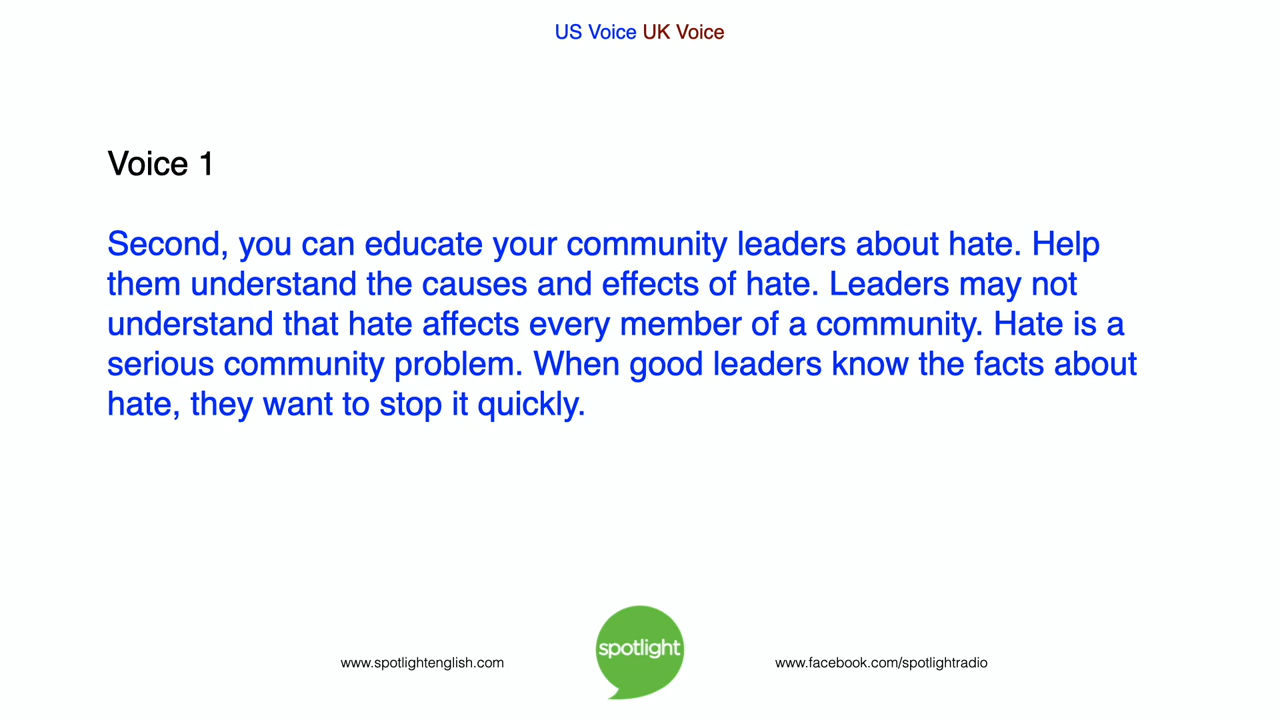 US Voice UK Voice
Voice 1
Second, you can educate your community leaders about hate. Help
them understand the causes and effects of hate. Leaders may not
understand that hate affects every member of a community. Hate is a
serious community problem. When good leaders know the facts about
hate, they want to stop it quickly.
spotlight
www.spotlightenglish.com
www.facebook.com/spotlightradio